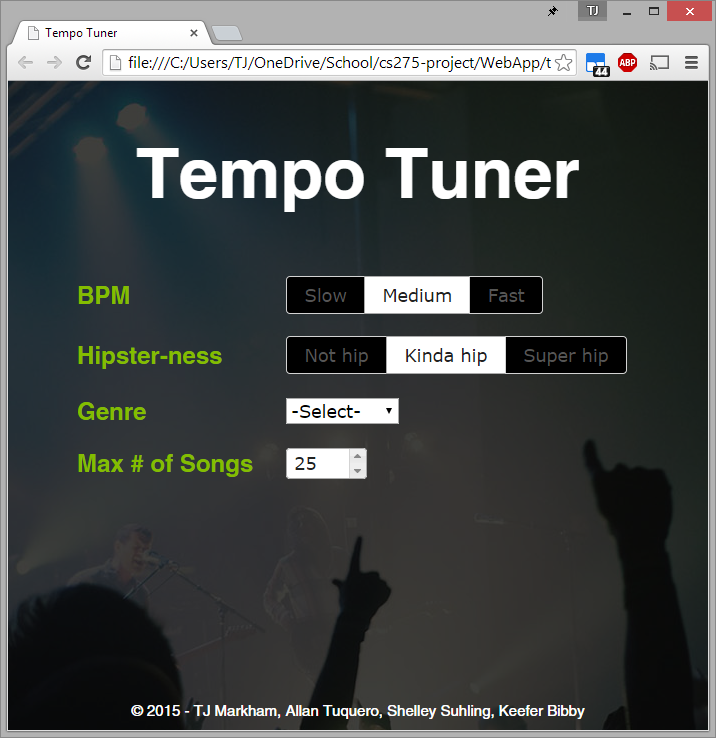 TJ
Tempo Tuner
file:///C:/Users/TJ/OneDrive/School/cs275-project/WebApp/t
44
ABP
Tempo Tuner
BPM Slow Medium Fast
Hipster-ness Not hip Kinda hip Super hip
Genre -Select-
Max # of Songs 25
© 2015 - TJ Markham, Allan Tuquero, Shelley Suhling, Keefer Bibby